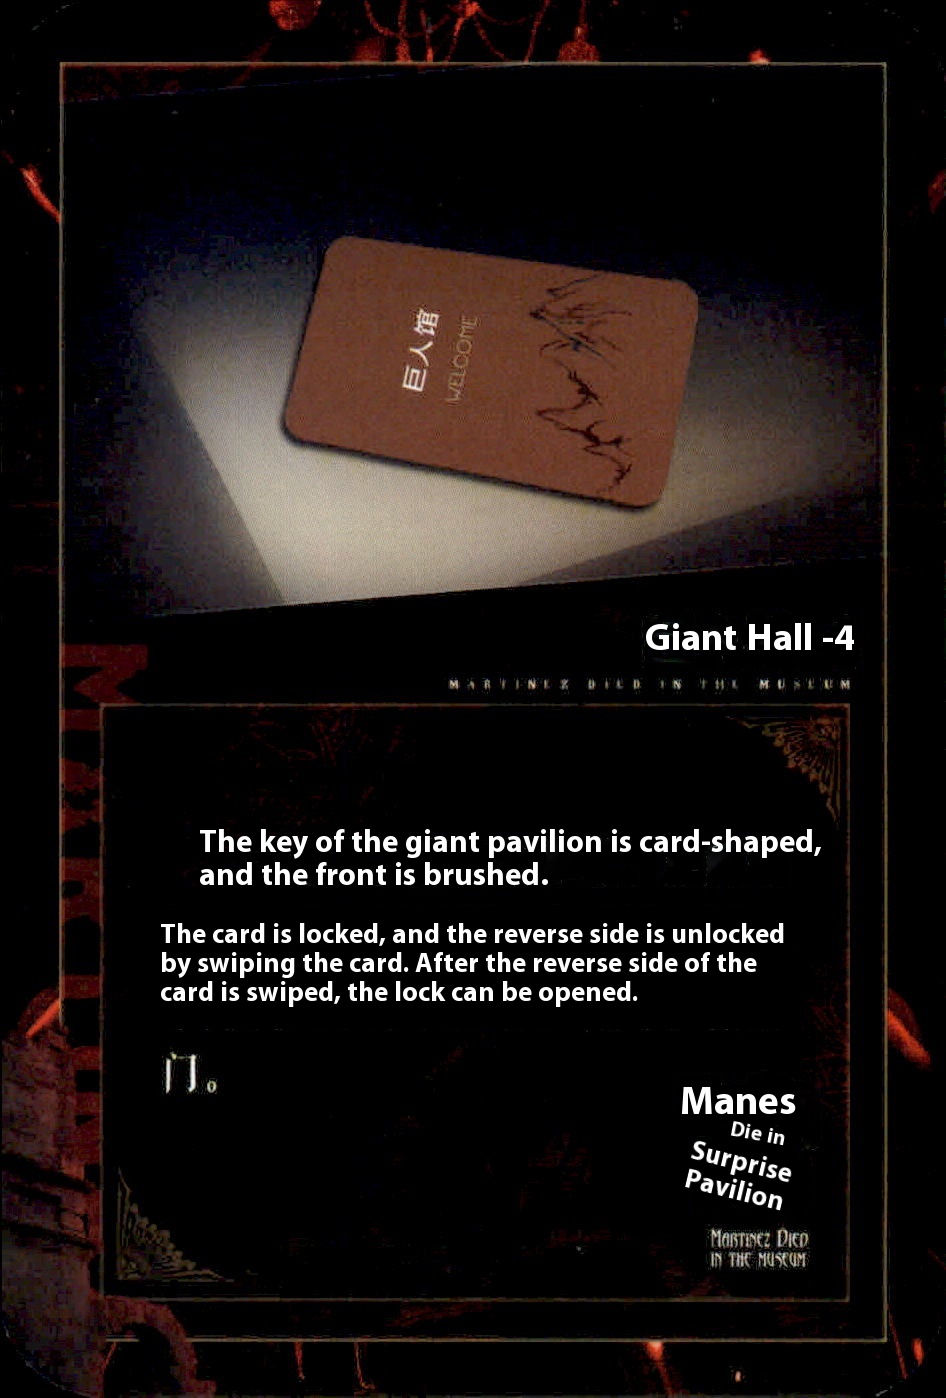 巨人馆
WELCOME
Giant Hall -4
MARTINEZ DIED IN THE MUSEUM
The key of the giant pavilion is card-shaped,
and the front is brushed.
The card is locked, and the reverse side is unlocked
by swiping the card. After the reverse side of the
card is swiped, the lock can be opened.
门。
Manes
Die in
Surprise
Pavilion
MARTINEZ DIED
IN THE MUSEUM